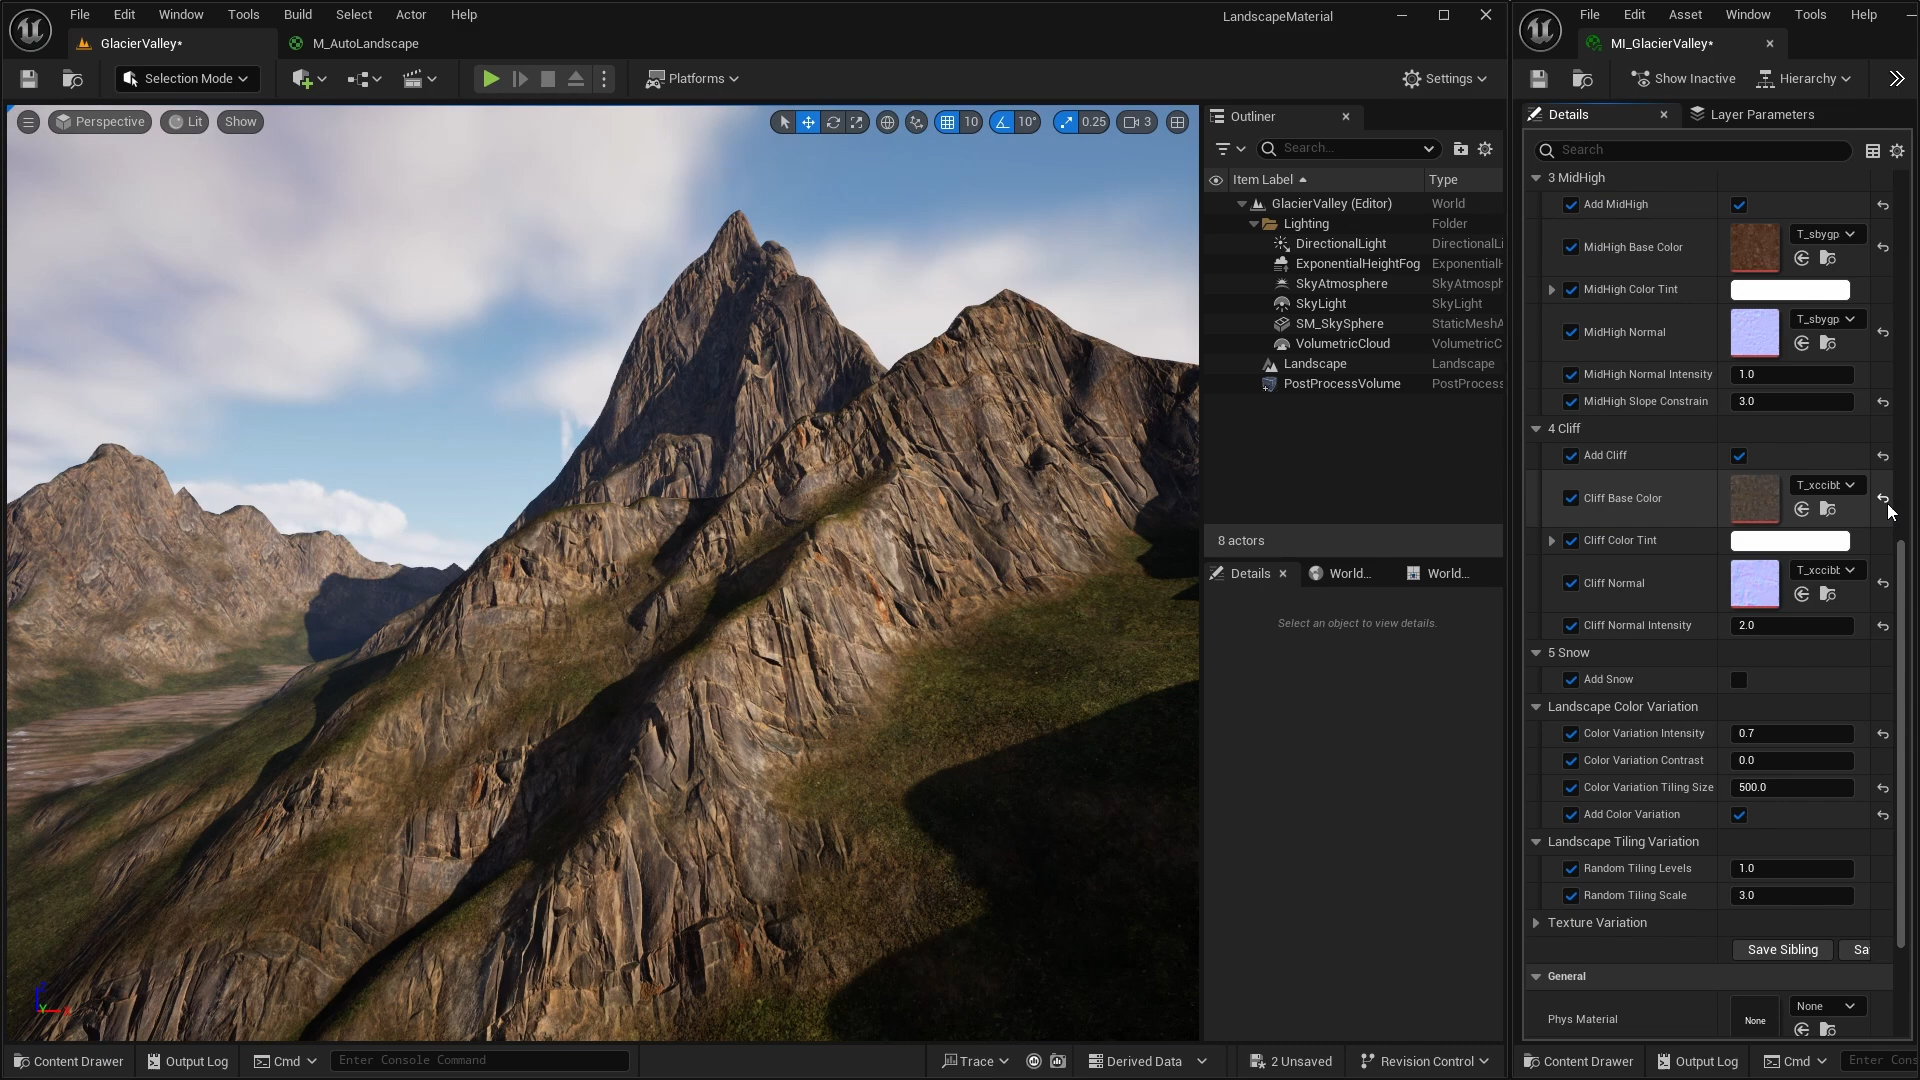 File Edit Window Tools Build Select Actor Help
LandscapeMaterial
GlacierValley*
M_AutoLandscape
Selection Mode
Platforms
Settings
Perspective
Lit
Show
10
10°
0.25
3
Outliner
Search...
Item Label
Type
GlacierValley (Editor) World
Lighting Folder
DirectionalLight DirectionalLi
ExponentialHeightFog ExponentialH
SkyAtmosphere SkyAtmosph
SkyLight SkyLight
SM_SkySphere StaticMeshA
VolumetricCloud VolumetricC
Landscape Landscape
PostProcessVolume PostProcess
8 actors
Details
World...
World...
Select an object to view details.
Content Drawer
Output Log
Cmd
Enter Console Command
Trace
Derived Data
2 Unsaved
Revision Control
File Edit Asset Window Tools Help
MI_GlacierValley*
Show Inactive
Hierarchy
Details
Layer Parameters
Search
3 MidHigh
Add MidHigh
MidHigh Base Color T_sbygp
MidHigh Color Tint
MidHigh Normal T_sbygp
MidHigh Normal Intensity 1.0
MidHigh Slope Constrain 3.0
4 Cliff
Add Cliff
Cliff Base Color T_xccibt
Cliff Color Tint
Cliff Normal T_xccibt
Cliff Normal Intensity 2.0
5 Snow
Add Snow
Landscape Color Variation
Color Variation Intensity 0.7
Color Variation Contrast 0.0
Color Variation Tiling Size 500.0
Add Color Variation
Landscape Tiling Variation
Random Tiling Levels 1.0
Random Tiling Scale 3.0
Texture Variation
Save Sibling Sa
General
Phys Material None None
Content Drawer
Output Log
Cmd
Enter Cons